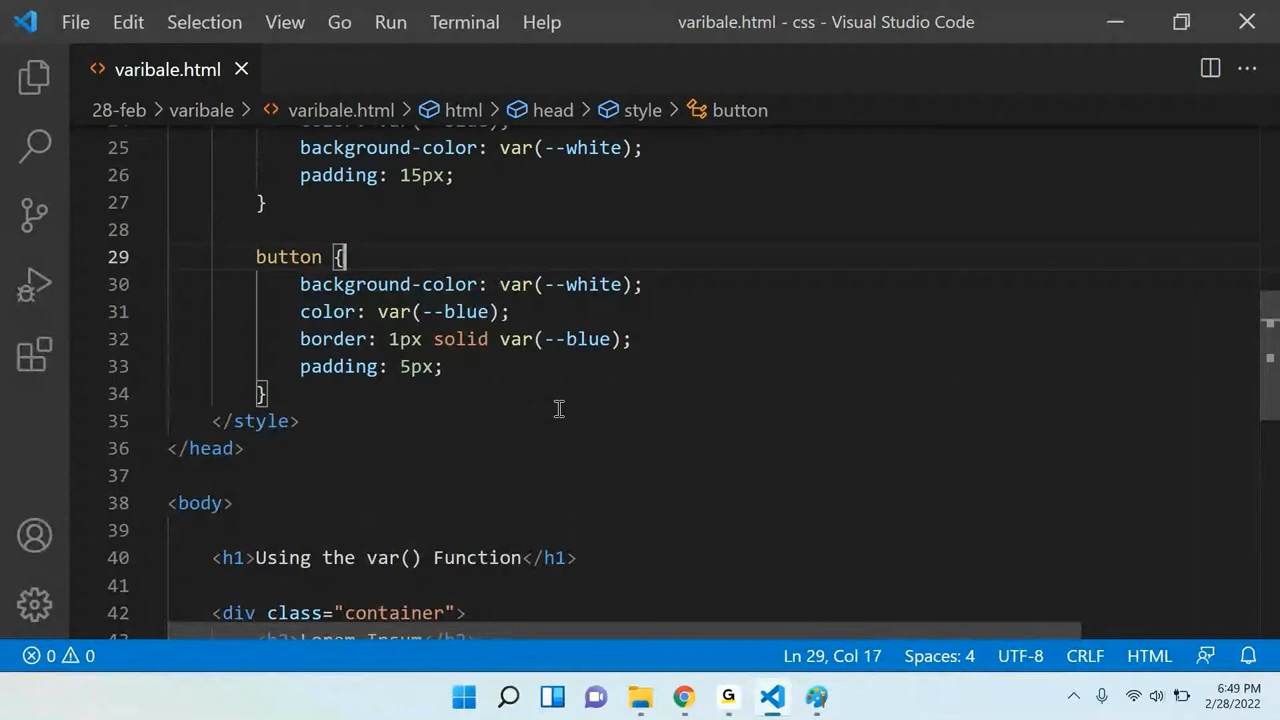 File Edit Selection View Go Run Terminal Help varibale.html - css - Visual Studio Code
varibale.html
28-feb > varibale > varibale.html > html > head > style > button
25 background-color: var(--white);
26 padding: 15px;
27 }
28
29 button {
30 background-color: var(--white);
31 color: var(--blue);
32 border: 1px solid var(--blue);
33 padding: 5px;
34 }
35 </style>
36 </head>
37
38 <body>
39
40 <h1>Using the var() Function</h1>
41
42 <div class="container">
0 0 Ln 29, Col 17 Spaces: 4 UTF-8 CRLF HTML
G
6:49 PM
2/28/2022